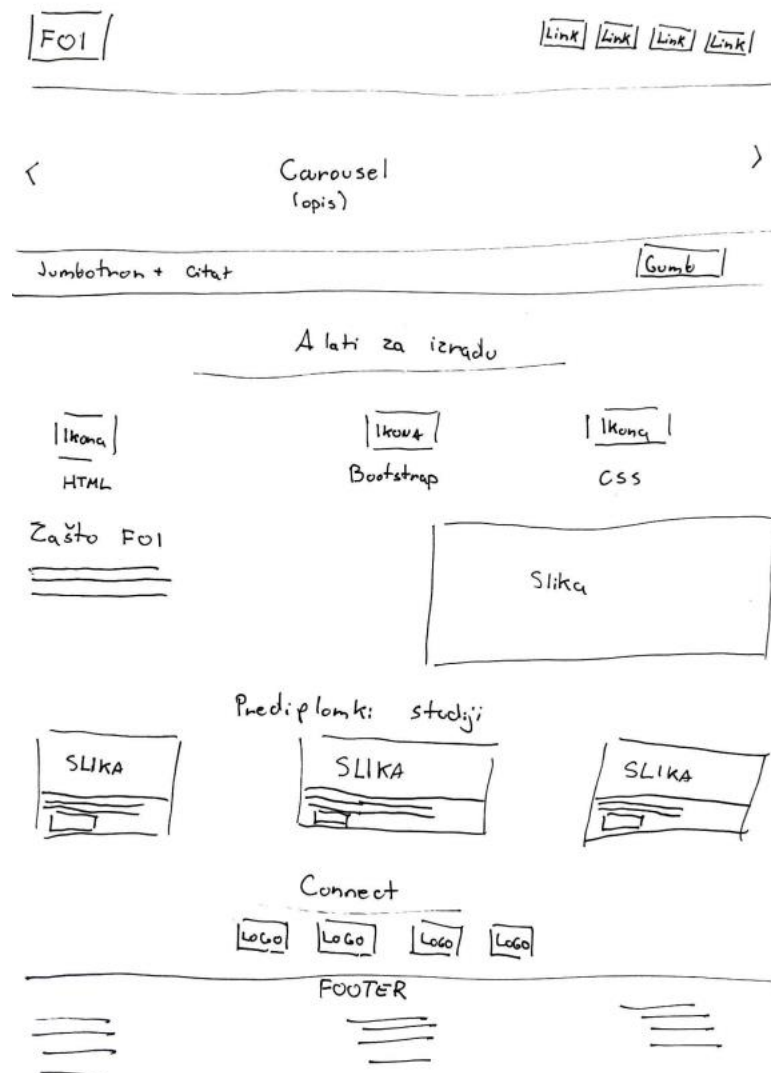 FOI Link Link Link Link
< >
Carousel
(opis)
Jumbotron + citat Gumb
Alati za izradu
Ikona IKONA Ikona
HTML Bootstrap CSS
Zašto FOI
Slika
Prediplomki studiji
SLIKA SLIKA SLIKA
Connect
LOGO LOGO LOGO LOGO
FOOTER